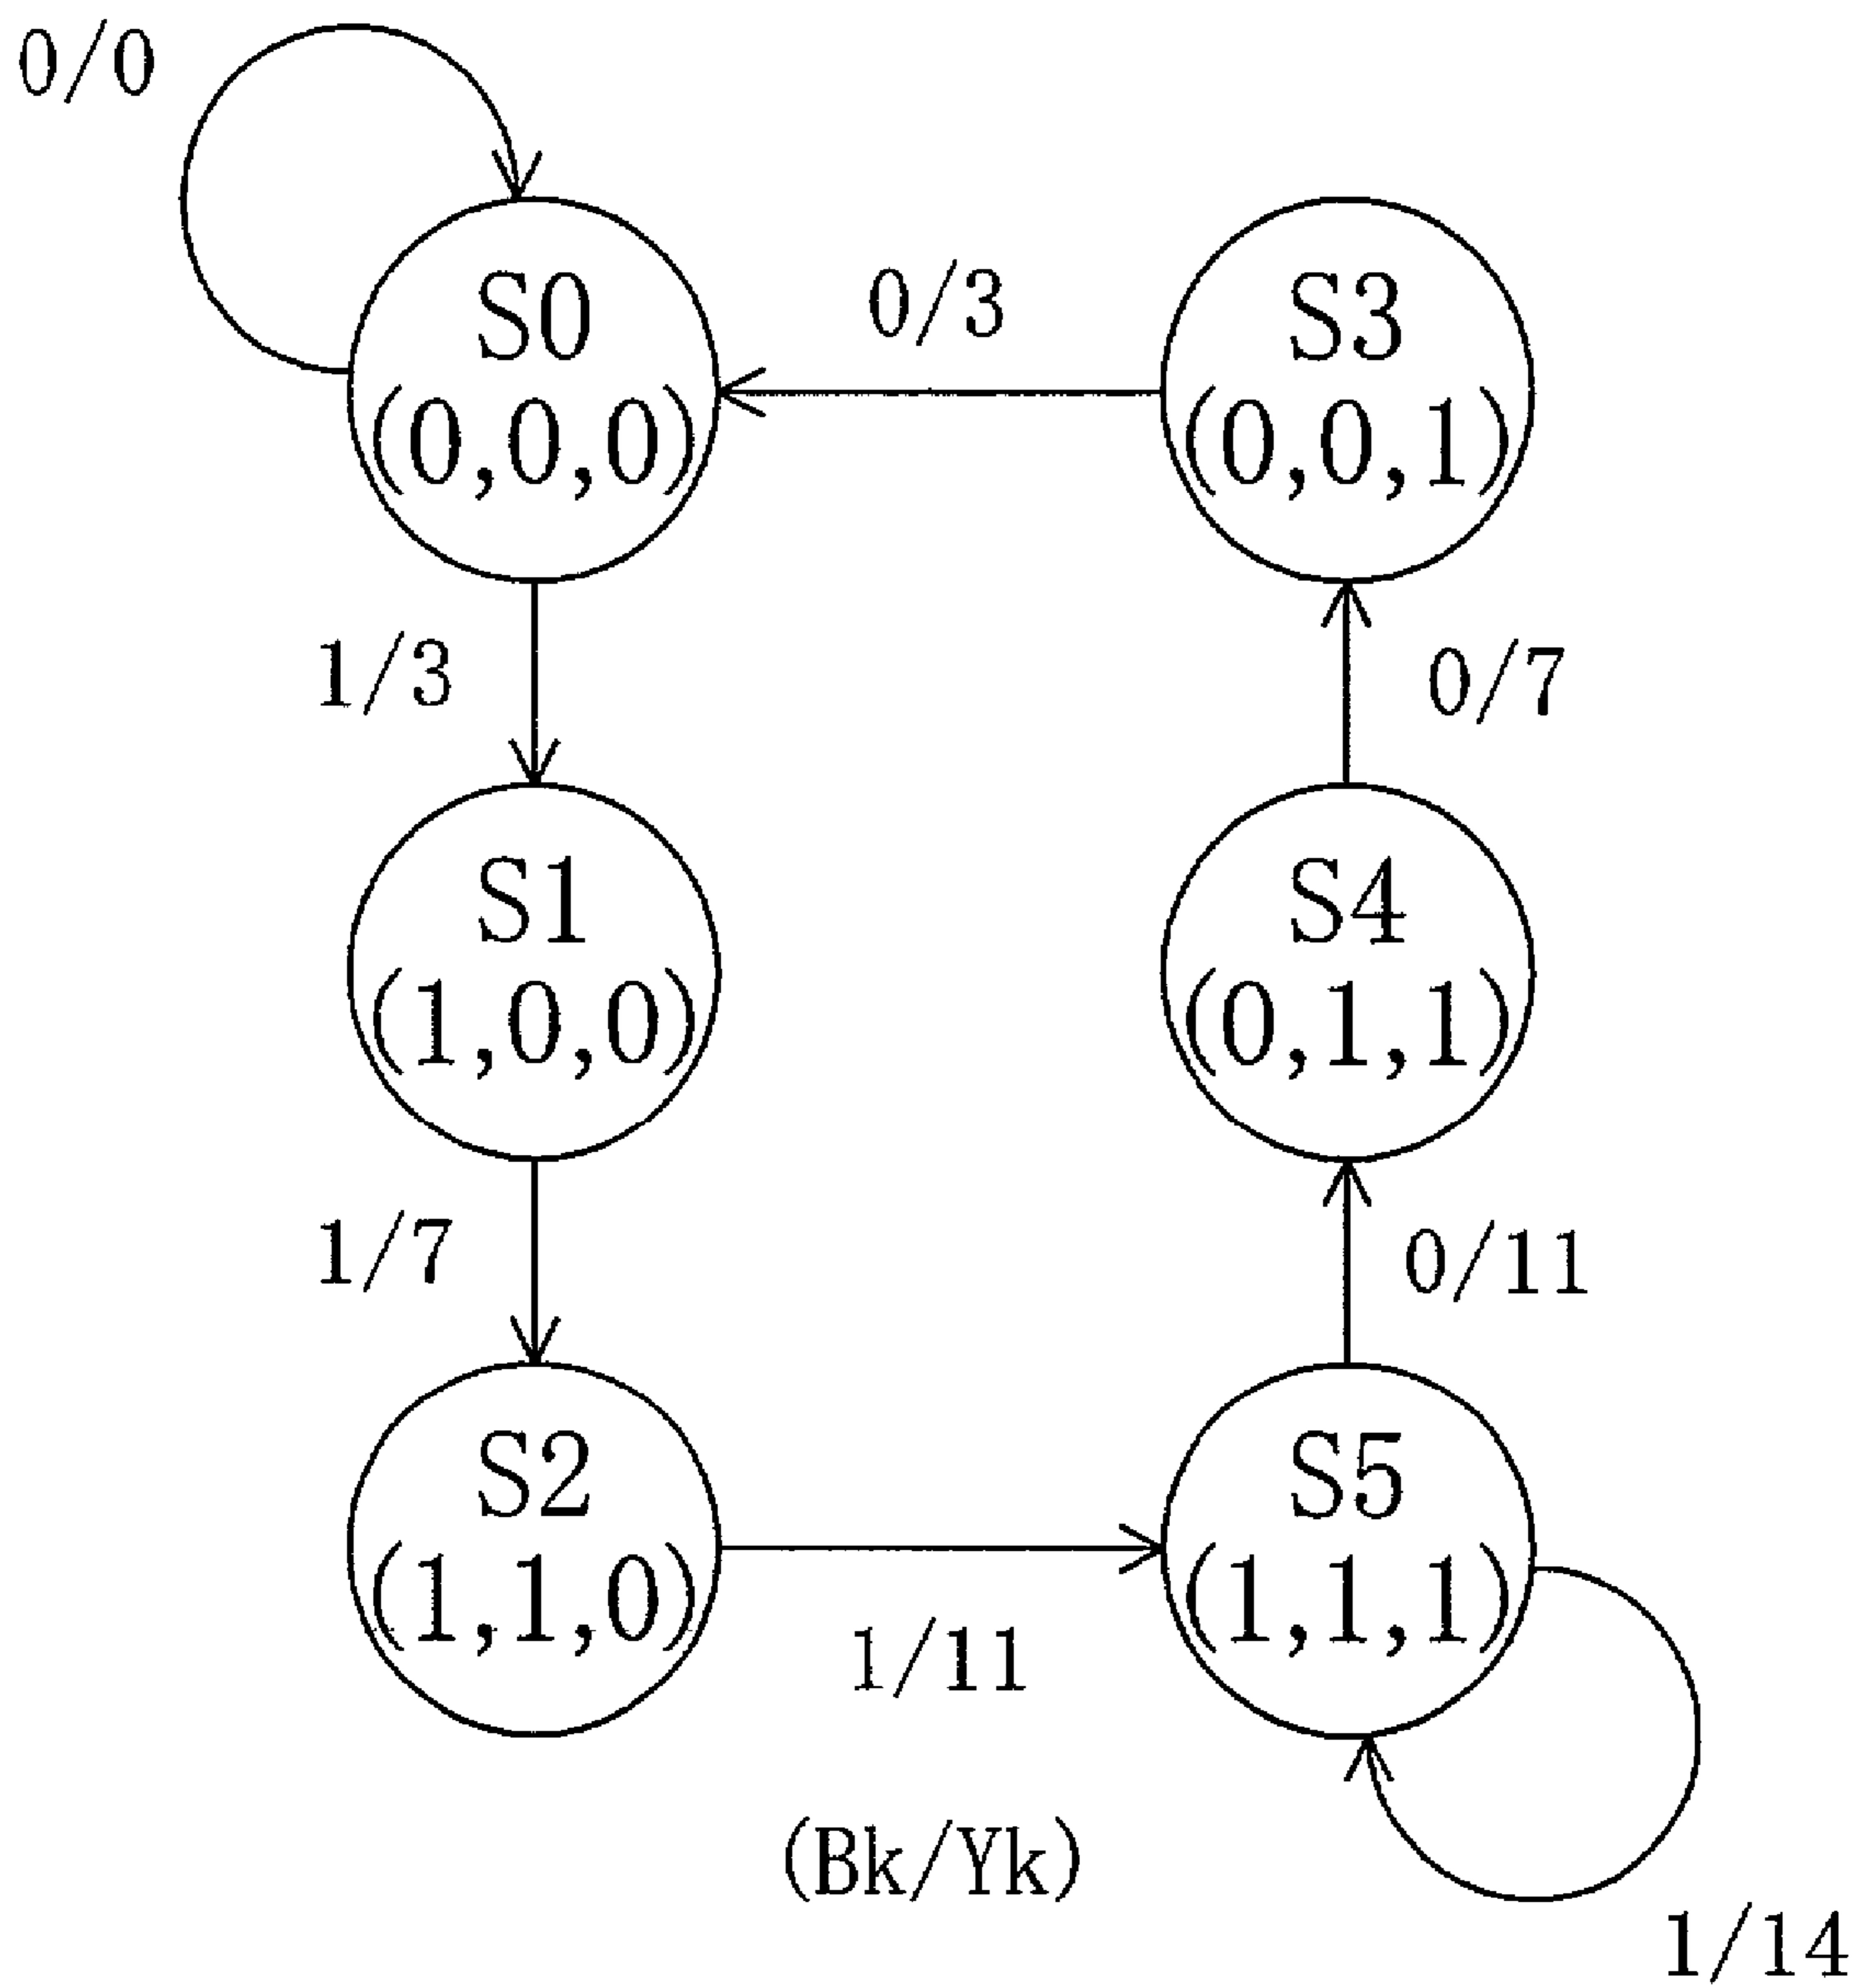 0/0
S0
(0,0,0)
0/3
S3
(0,0,1)
1/3
0/7
S1
(1,0,0)
S4
(0,1,1)
1/7
0/11
S2
(1,1,0)
1/11
S5
(1,1,1)
(Bk/Yk)
1/14